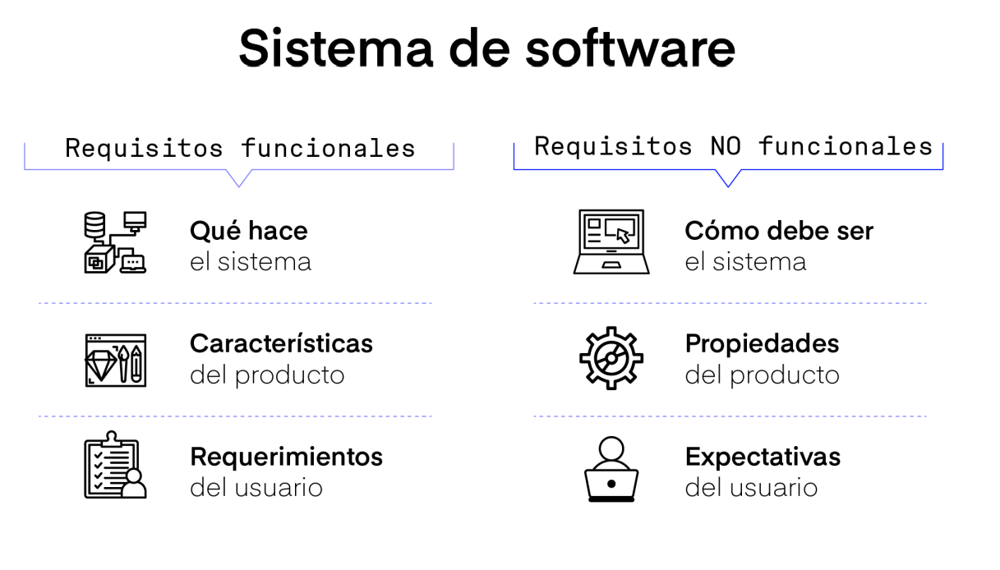 Sistema de software
Requisitos funcionales
Qué hace
el sistema
Características
del producto
Requerimientos
del usuario
Requisitos NO funcionales
Cómo debe ser
el sistema
Propiedades
del producto
Expectativas
del usuario